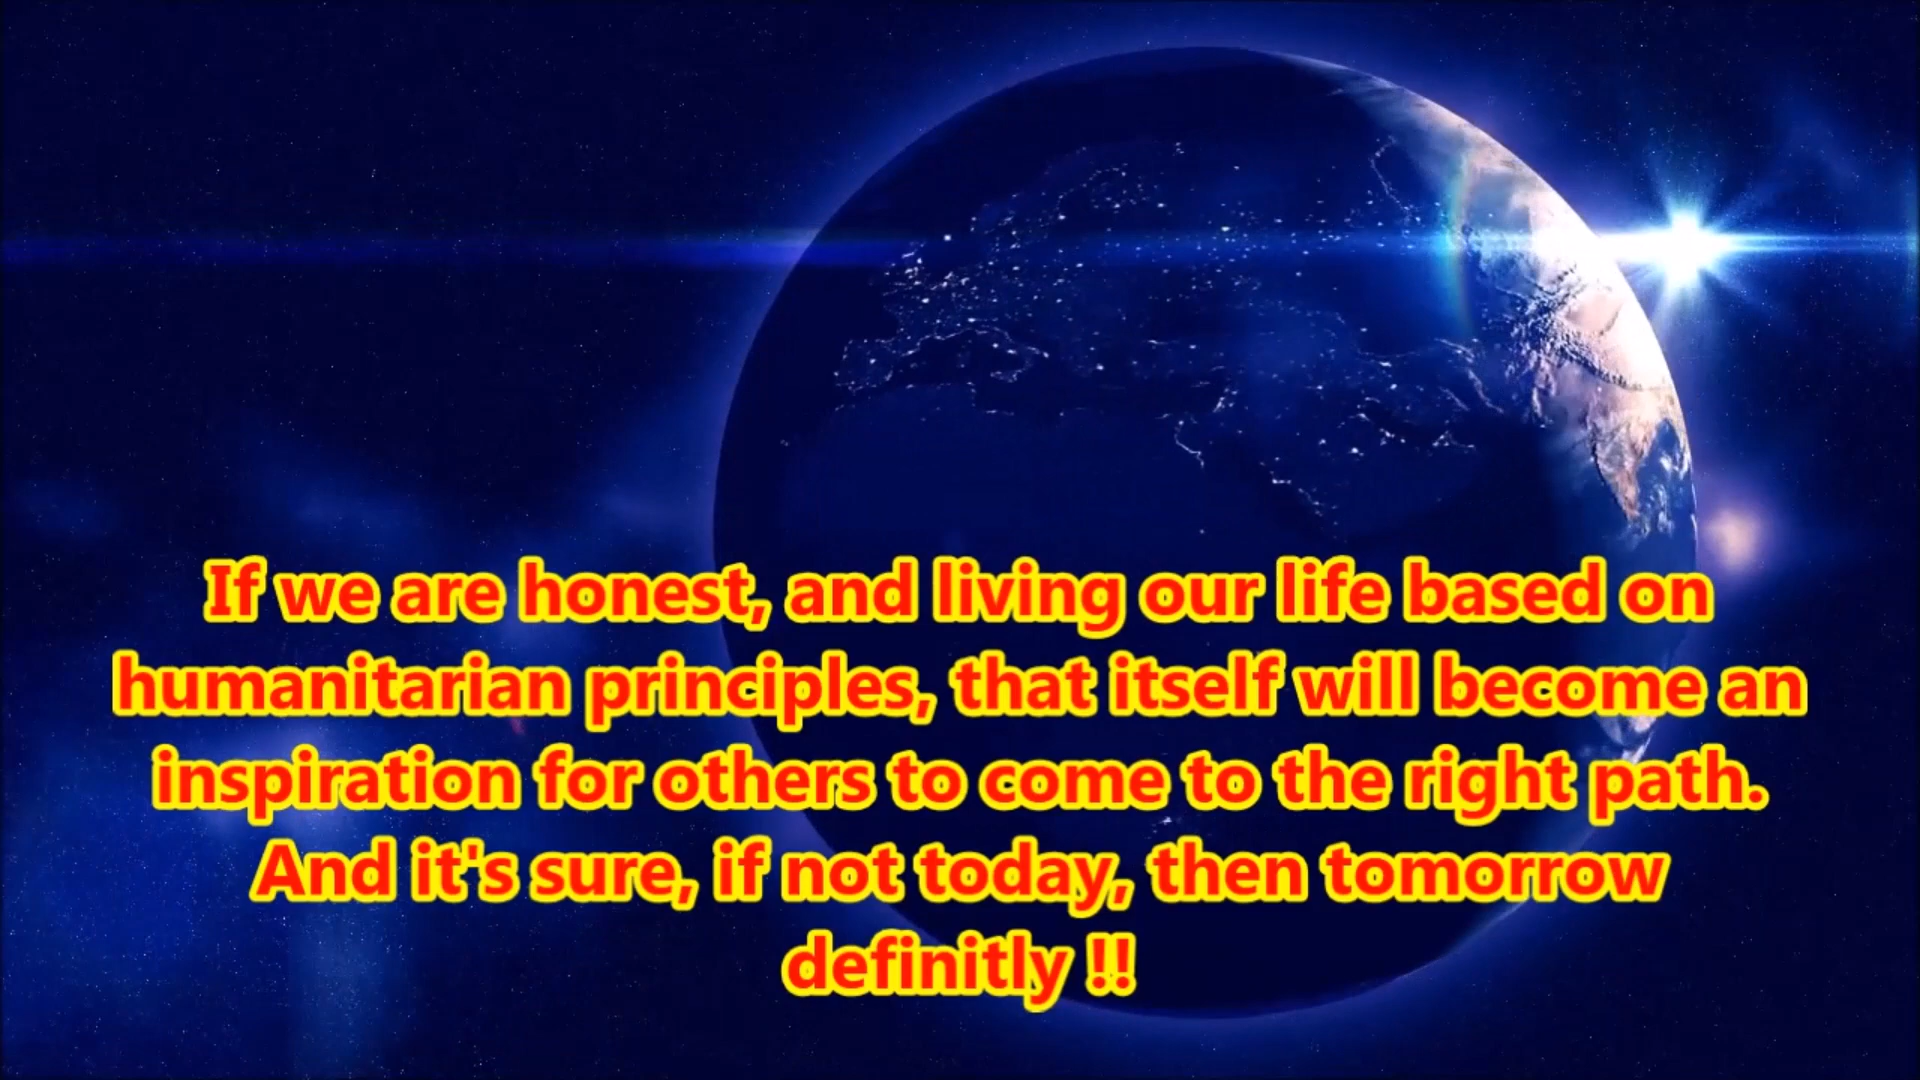 If we are honest, and living our life based on
humanitarian principles, that itself will become an
inspiration for others to come to the right path.
And it's sure, if not today, then tomorrow
definitly !!